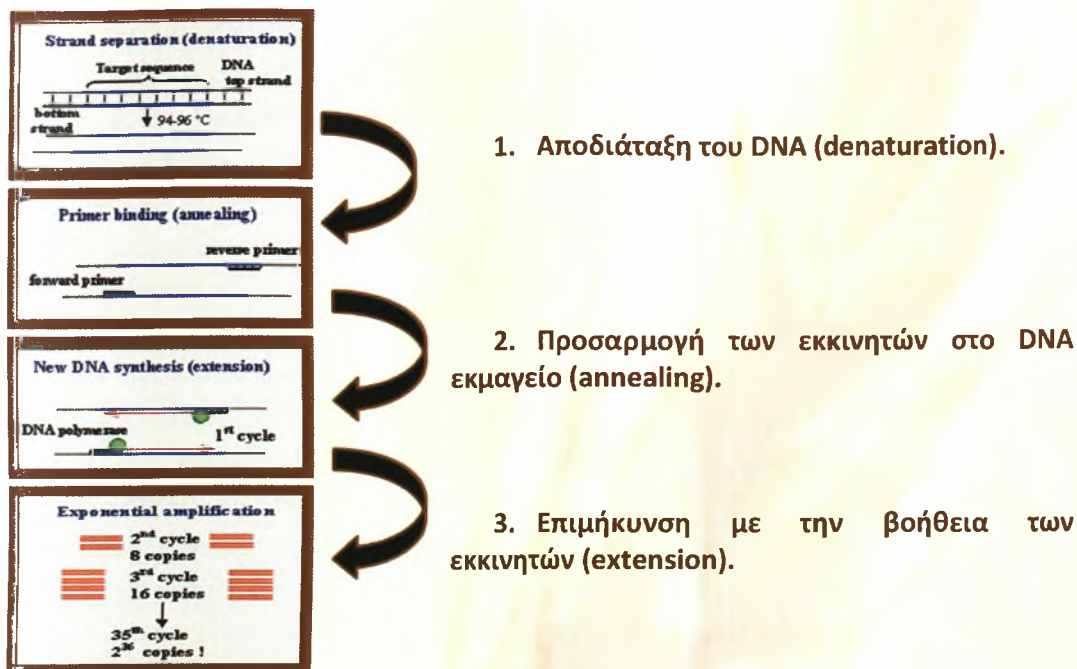 Strand separation (denaturation)
Target sequence
DNA
top strand
bottom
strand
94-96 °C
Primer binding (annealing)
reverse primer
forward primer
New DNA synthesis (extension)
DNA polymerase
1st cycle
Exponential amplification
2nd cycle
8 copies
3rd cycle
16 copies
35th cycle
2^36 copies !
1. Αποδιάταξη του DNA (denaturation).
2. Προσαρμογή των εκκινητών στο DNA
εκμαγείο (annealing).
3. Επιμήκυνση με την βοήθεια των
εκκινητών (extension).